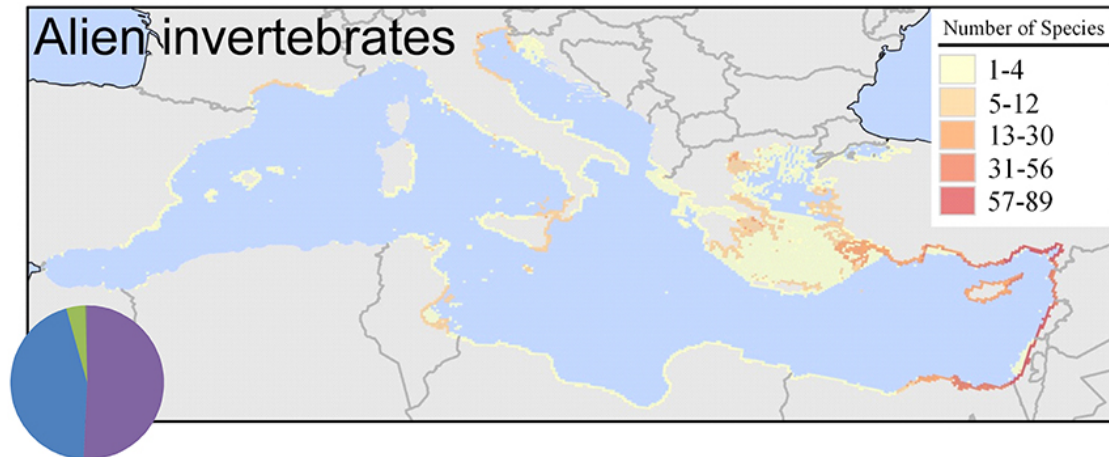 Alien invertebrates
Number of Species
1-4
5-12
13-30
31-56
57-89